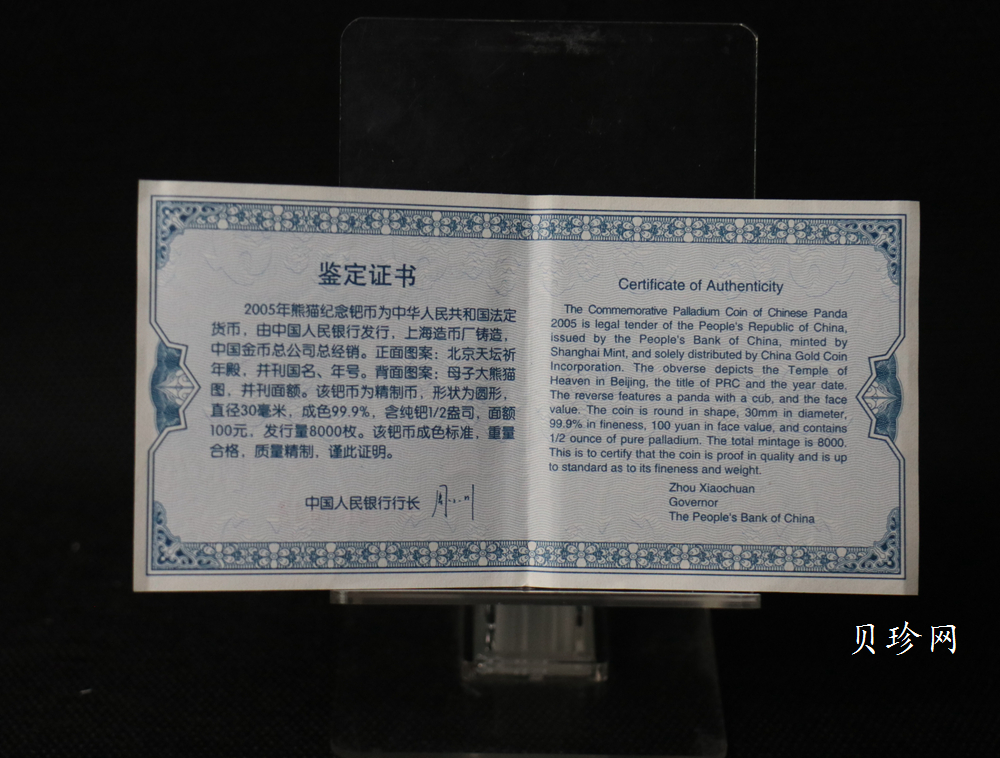 鉴定证书
2005年熊猫纪念钯币为中华人民共和国法定
货币，由中国人民银行发行，上海造币厂铸造，
中国金币总公司总经销。正面图案：北京天坛祈
年殿，并刊国名、年号。背面图案：母子大熊猫
图，并刊面额。该钯币为精制币，形状为圆形，
直径30毫米，成色99.9%，含纯钯1/2盎司，面额
100元，发行量8000枚。该钯币成色标准，重量
合格，质量精制，谨此证明。
中国人民银行行长 周小川
Certificate of Authenticity
The Commemorative Palladium Coin of Chinese Panda
2005 is legal tender of the People's Republic of China,
issued by the People's Bank of China, minted by
Shanghai Mint, and solely distributed by China Gold Coin
Incorporation. The obverse depicts the Temple of
Heaven in Beijing, the title of PRC and the year date.
The reverse features a panda with a cub, and the face
value. The coin is round in shape, 30mm in diameter,
99.9% in fineness, 100 yuan in face value, and contains
1/2 ounce of pure palladium. The total mintage is 8000.
This is to certify that the coin is proof in quality and is up
to standard as to its fineness and weight.
Zhou Xiaochuan
Governor
The People's Bank of China
贝珍网